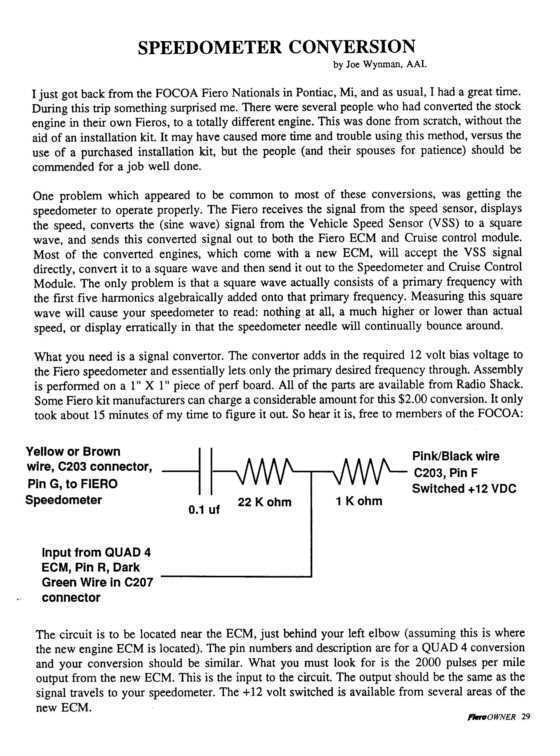 SPEEDOMETER CONVERSION
by Joe Wynman, AAI.
I just got back from the FOCOA Fiero Nationals in Pontiac, Mi, and as usual, I had a great time.
During this trip something surprised me. There were several people who had converted the stock
engine in their own Fieros, to a totally different engine. This was done from scratch, without the
aid of an installation kit. It may have caused more time and trouble using this method, versus the
use of a purchased installation kit, but the people (and their spouses for patience) should be
commended for a job well done.
One problem which appeared to be common to most of these conversions, was getting the
speedometer to operate properly. The Fiero receives the signal from the speed sensor, displays
the speed, converts the (sine wave) signal from the Vehicle Speed Sensor (VSS) to a square
wave, and sends this converted signal out to both the Fiero ECM and Cruise control module.
Most of the converted engines, which come with a new ECM, will accept the VSS signal
directly, convert it to a square wave and then send it out to the Speedometer and Cruise Control
Module. The only problem is that a square wave actually consists of a primary frequency with
the first five harmonics algebraically added onto that primary frequency. Measuring this square
wave will cause your speedometer to read: nothing at all, a much higher or lower than actual
speed, or display erratically in that the speedometer needle will continually bounce around.
What you need is a signal convertor. The convertor adds in the required 12 volt bias voltage to
the Fiero speedometer and essentially lets only the primary desired frequency through. Assembly
is performed on a 1" X 1" piece of perf board. All of the parts are available from Radio Shack.
Some Fiero kit manufacturers can charge a considerable amount for this $2.00 conversion. It only
took about 15 minutes of my time to figure it out. So hear it is, free to members of the FOCOA:
Yellow or Brown
wire, C203 connector,
Pin G, to FIERO
Speedometer
0.1 uf
22 K ohm
1 K ohm
Pink/Black wire
C203, Pin F
Switched +12 VDC
Input from QUAD 4
ECM, Pin R, Dark
Green Wire in C207
connector
The circuit is to be located near the ECM, just behind your left elbow (assuming this is where
the new engine ECM is located). The pin numbers and description are for a QUAD 4 conversion
and your conversion should be similar. What you must look for is the 2000 pulses per mile
output from the new ECM. This is the input to the circuit. The output should be the same as the
signal travels to your speedometer. The +12 volt switched is available from several areas of the
new ECM.
Fiero OWNER 29